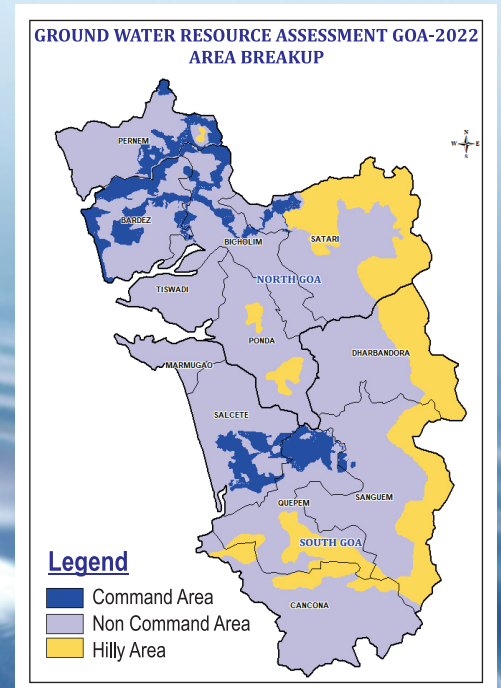 GROUND WATER RESOURCE ASSESSMENT GOA-2022
AREA BREAKUP
N
W E
S
PERNEM
BARDEZ
BICHOLIM
SATARI
NORTH GOA
TISWADI
PONDA
DHARBANDORA
MARMUGAO
SALCETE
SANGUEM
QUEPEM
SOUTH GOA
CANCONA
Legend
Command Area
Non Command Area
Hilly Area